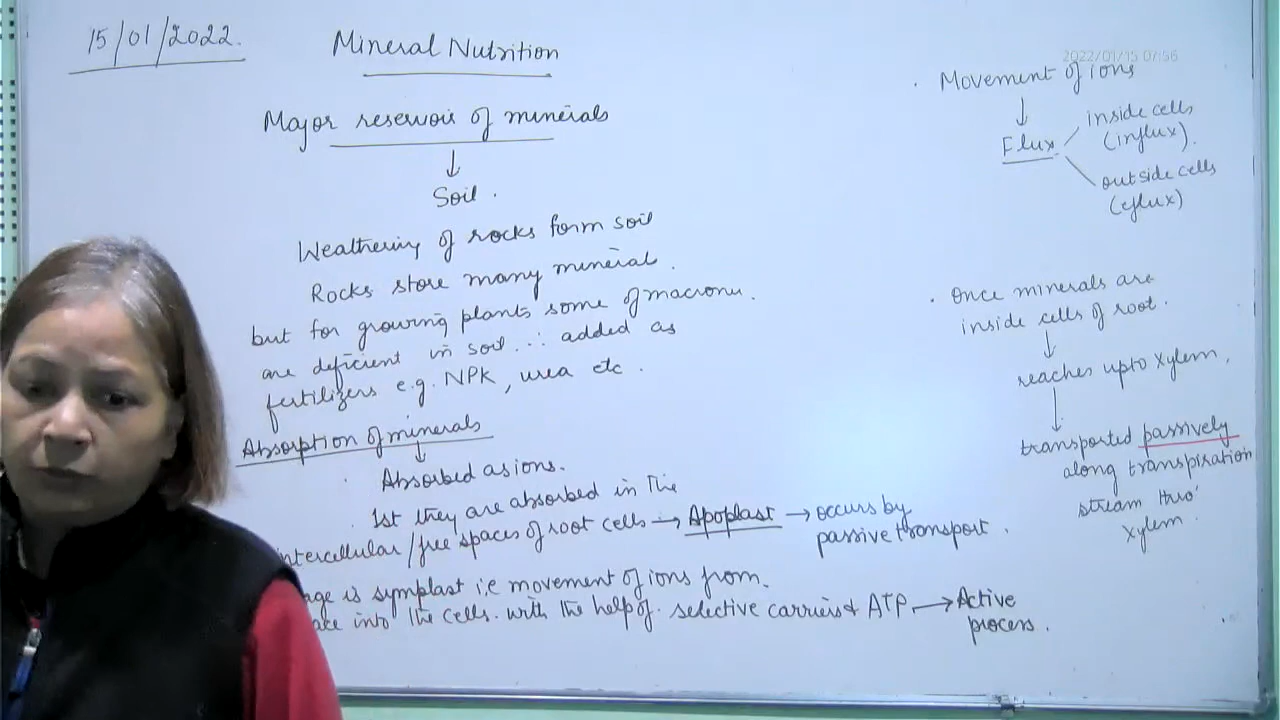 15/01/2022.
Mineral Nutrition
Major reservoir of minerals
↓
Soil.
Weathering of rocks form soil
Rocks store many mineral.
but for growing plants some of macronu.
are deficient in soil ∴ added as
fertilizers e.g. NPK, urea etc.
Absorption of minerals
↓
. Absorbed as ions.
. 1st they are absorbed in the
intercellular/free spaces of root cells → Apoplast → occurs by
passive transport.
is symplast i.e movement of ions from
into the cells. with the help of selective carriers & ATP → Active
process.
2022/01/15 07:56
. Movement of ions
↓
Flux
inside cells
(influx).
outside cells
(efflux)
. Once minerals are
inside cells of root.
↓
reaches upto xylem,
↓
transported passively
along transpiration
stream thro'
xylem.